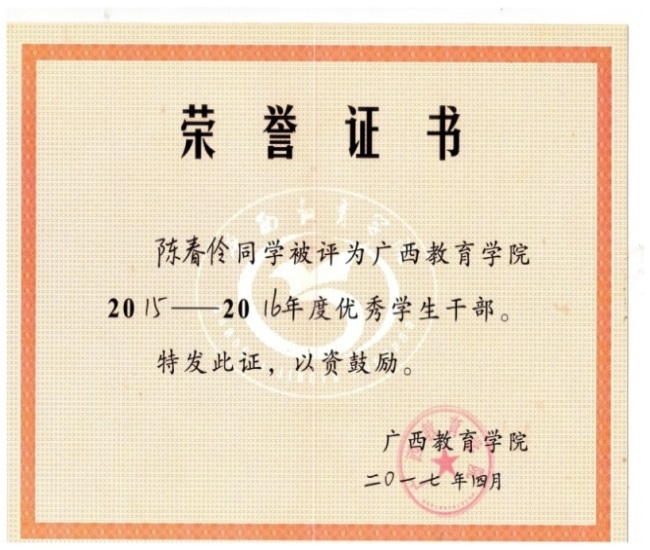 荣誉证书
陈春伶同学被评为广西教育学院
2015——2016年度优秀学生干部。
特发此证，以资鼓励。
广西教育学院
二〇一七年四月